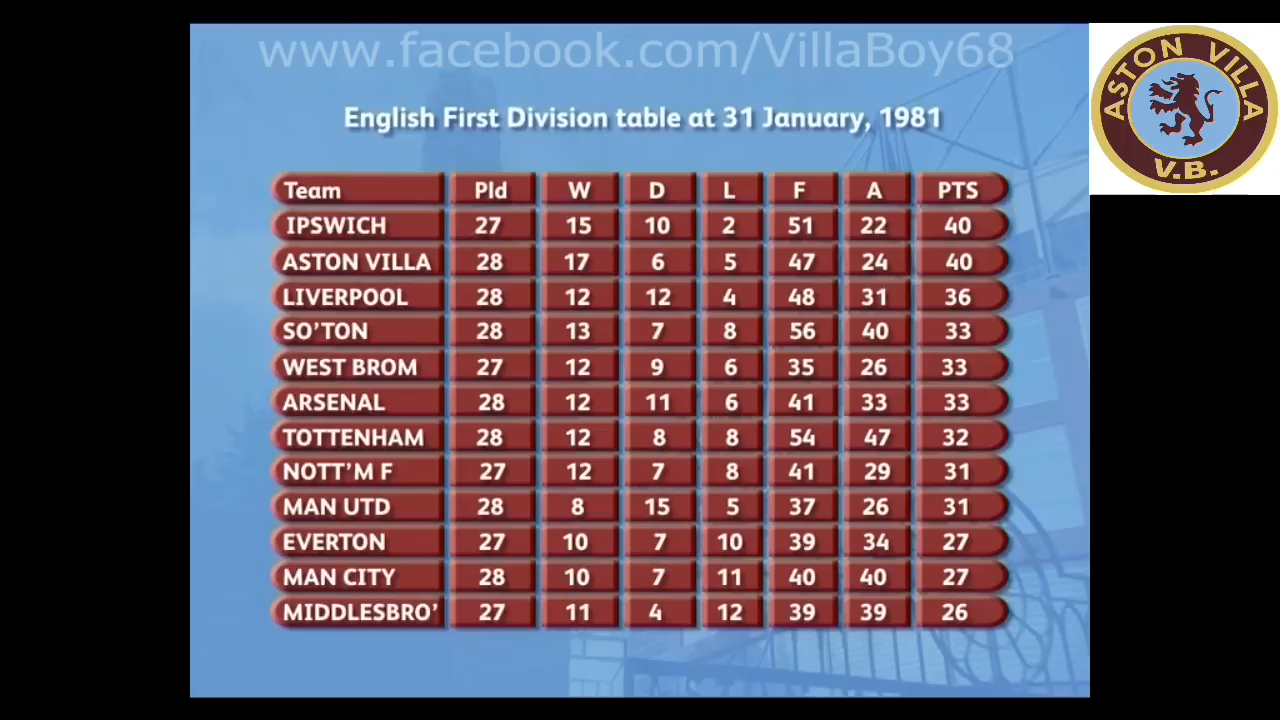 www.facebook.com/VillaBoy68
ASTON VILLA
V.B.
English First Division table at 31 January, 1981
Team Pld W D L F A PTS
IPSWICH 27 15 10 2 51 22 40
ASTON VILLA 28 17 6 5 47 24 40
LIVERPOOL 28 12 12 4 48 31 36
SO'TON 28 13 7 8 56 40 33
WEST BROM 27 12 9 6 35 26 33
ARSENAL 28 12 11 6 41 33 33
TOTTENHAM 28 12 8 8 54 47 32
NOTT'M F 27 12 7 8 41 29 31
MAN UTD 28 8 15 5 37 26 31
EVERTON 27 10 7 10 39 34 27
MAN CITY 28 10 7 11 40 40 27
MIDDLESBRO' 27 11 4 12 39 39 26